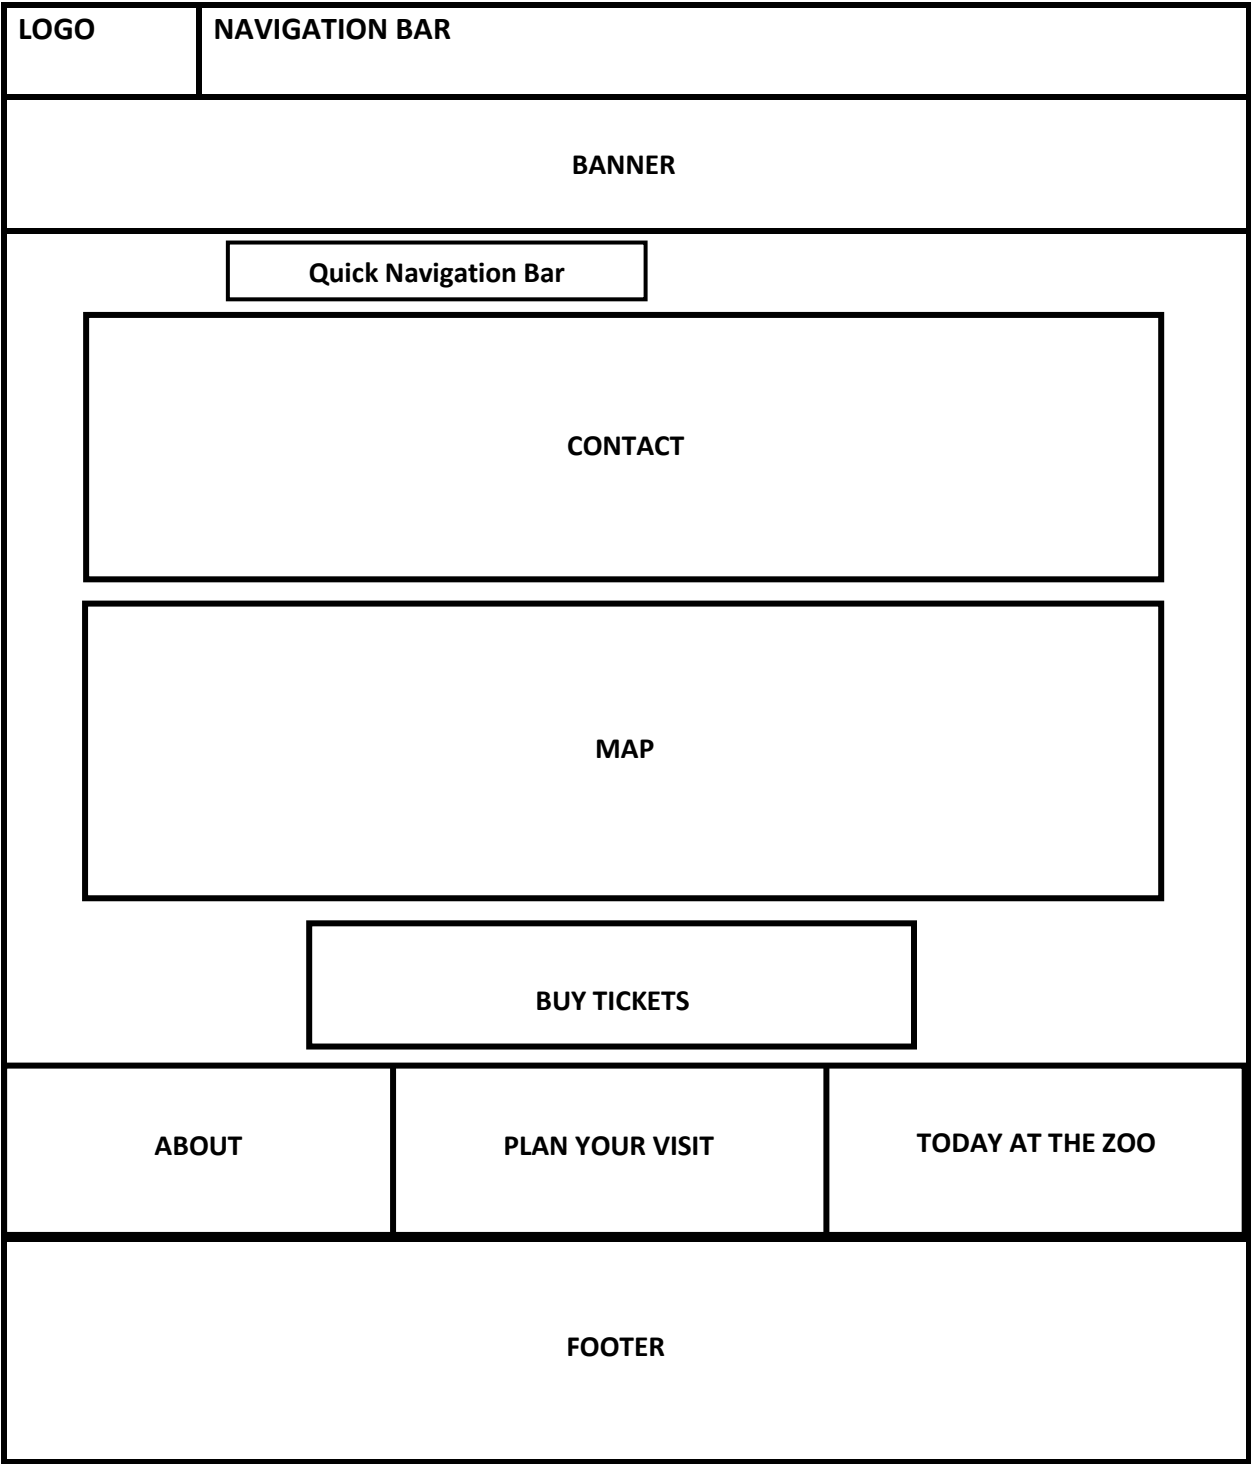 LOGO
NAVIGATION BAR
BANNER
Quick Navigation Bar
CONTACT
MAP
BUY TICKETS
ABOUT
PLAN YOUR VISIT
TODAY AT THE ZOO
FOOTER